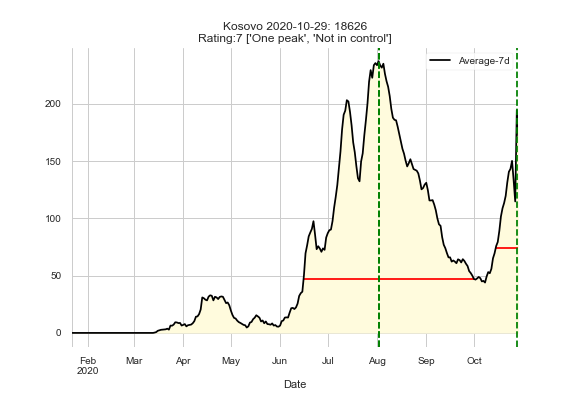 Kosovo 2020-10-29: 18626
Rating:7 ['One peak', 'Not in control']
Average-7d
200
150
100
50
0
Feb Mar Apr May Jun Jul Aug Sep Oct
2020
Date